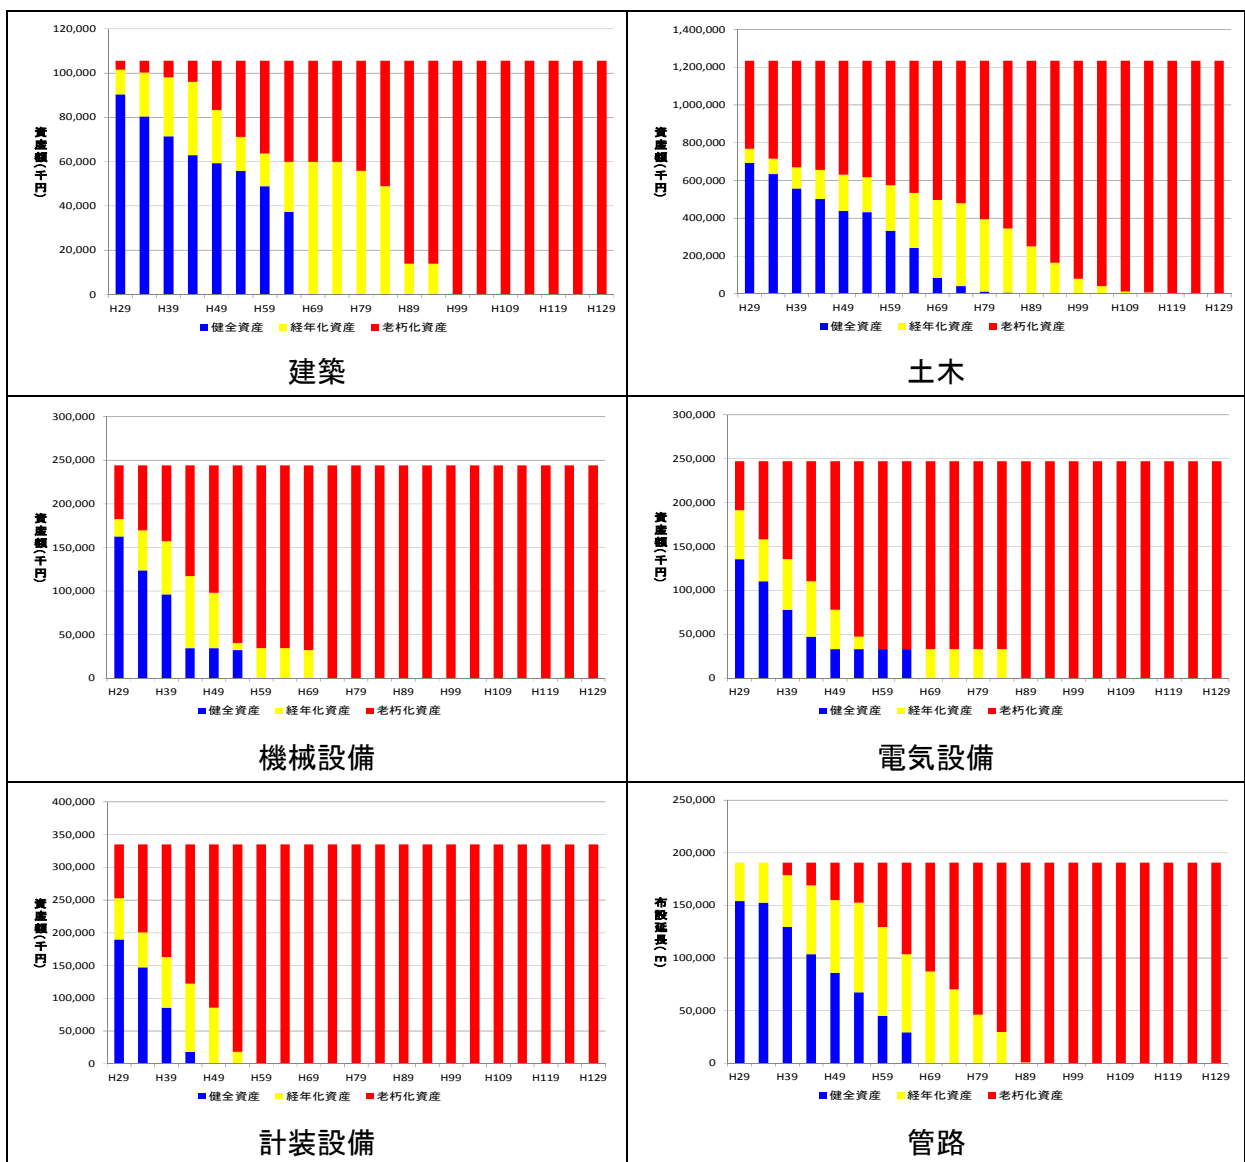 120,000
100,000
80,000
60,000
40,000
20,000
0
資産額(千円)
H29 H39 H49 H59 H69 H79 H89 H99 H109 H119 H129
健全資産 経年化資産 老朽化資産
建築
1,400,000
1,200,000
1,000,000
800,000
600,000
400,000
200,000
0
資産額(千円)
H29 H39 H49 H59 H69 H79 H89 H99 H109 H119 H129
健全資産 経年化資産 老朽化資産
土木
300,000
250,000
200,000
150,000
100,000
50,000
0
資産額(千円)
H29 H39 H49 H59 H69 H79 H89 H99 H109 H119 H129
健全資産 経年化資産 老朽化資産
機械設備
300,000
250,000
200,000
150,000
100,000
50,000
0
資産額(千円)
H29 H39 H49 H59 H69 H79 H89 H99 H109 H119 H129
健全資産 経年化資産 老朽化資産
電気設備
400,000
350,000
300,000
250,000
200,000
150,000
100,000
50,000
0
資産額(千円)
H29 H39 H49 H59 H69 H79 H89 H99 H109 H119 H129
健全資産 経年化資産 老朽化資産
計装設備
250,000
200,000
150,000
100,000
50,000
0
布設延長(m)
H29 H39 H49 H59 H69 H79 H89 H99 H109 H119 H129
健全資産 経年化資産 老朽化資産
管路